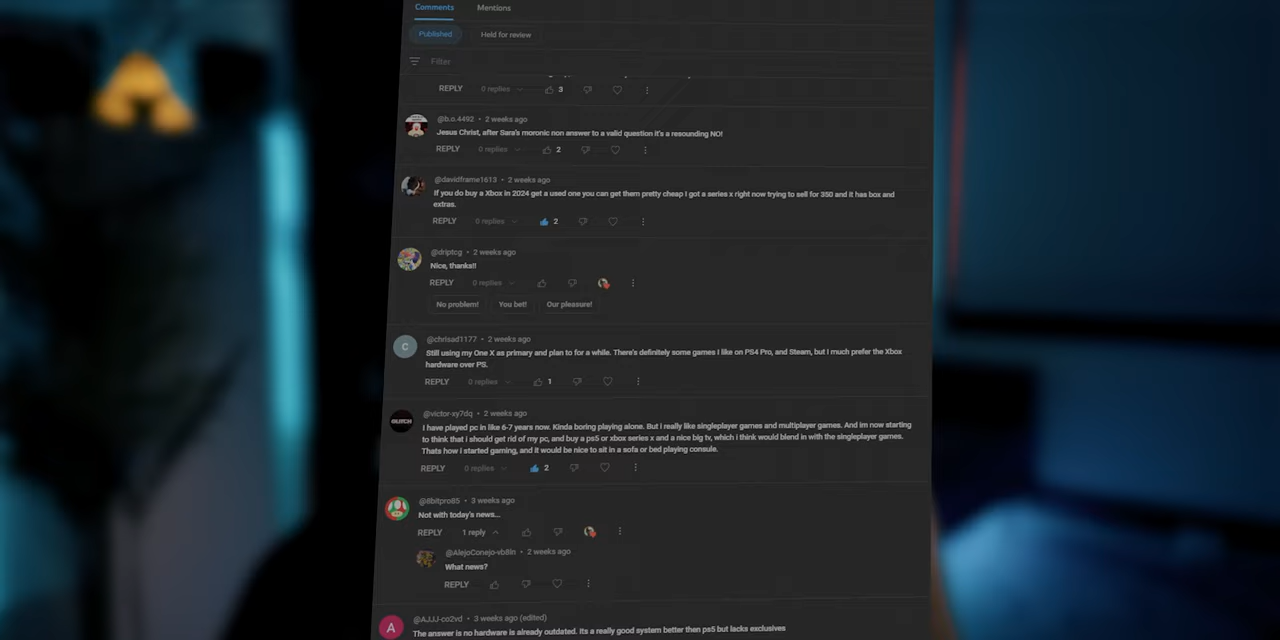 Comments
Mentions
Published
Held for review
Filter
REPLY
0 replies
3
@b.o.4492 • 2 weeks ago
Jesus Christ, after Sara's moronic non answer to a valid question it's a resounding NO!
REPLY
0 replies
2
@davidframe1613 • 2 weeks ago
If you do buy a Xbox in 2024 get a used one you can get them pretty cheap I got a series x right now trying to sell for 350 and it has box and
extras.
REPLY
0 replies
2
@driptcg • 2 weeks ago
Nice, thanks!!
REPLY
0 replies
No problem!
You bet!
Our pleasure!
C
@chrisad1177 • 2 weeks ago
Still using my One X as primary and plan to for a while. There's definitely some games I like on PS4 Pro, and Steam, but I much prefer the Xbox
hardware over PS.
REPLY
0 replies
1
GLITCH
@victor-xy7dq • 2 weeks ago
I have played pc in like 6-7 years now. Kinda boring playing alone. But i really like singleplayer games and multiplayer games. And im now starting
to think that i should get rid of my pc, and buy a ps5 or xbox series x and a nice big tv, which i think would blend in with the singleplayer games.
Thats how i started gaming, and it would be nice to sit in a sofa or bed playing consule.
REPLY
0 replies
2
@8bitpro85 • 3 weeks ago
Not with today's news...
REPLY
1 reply
@AlejoConejo-vb8ln • 2 weeks ago
What news?
REPLY
A
@AJJJ-co2vd • 3 weeks ago (edited)
The answer is no hardware is already outdated. Its a really good system better then ps5 but lacks exclusives